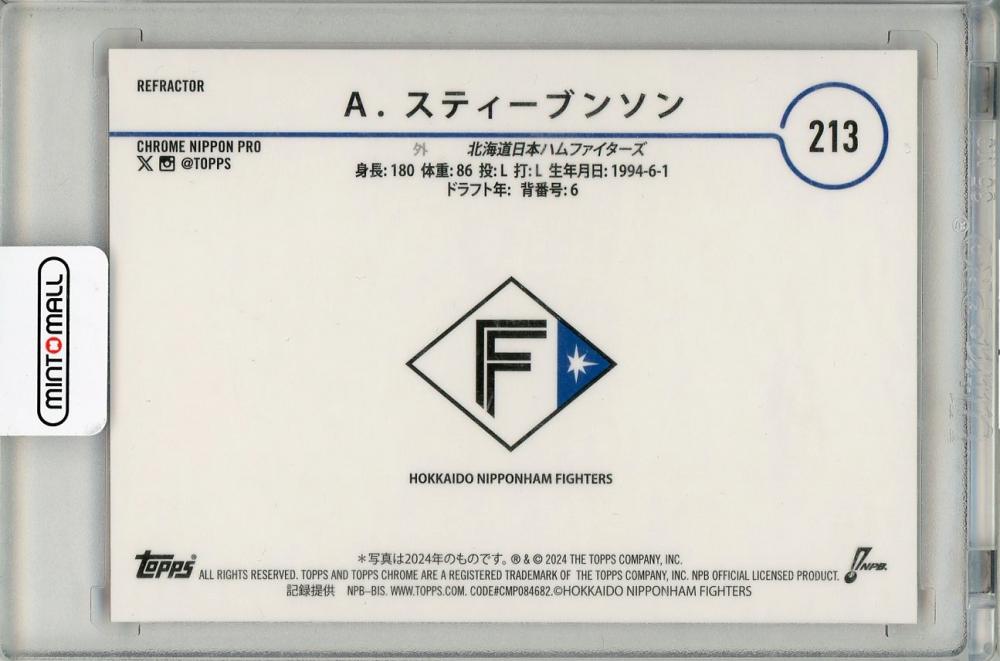 REFRACTOR
A. スティーブンソン
213
CHROME NIPPON PRO
@TOPPS
外 北海道日本ハムファイターズ
身長: 180 体重: 86 投: L 打: L 生年月日: 1994-6-1
ドラフト年: 背番号: 6
MINTOMALL
F
HOKKAIDO NIPPONHAM FIGHTERS
*写真は2024年のものです。 ® & © 2024 THE TOPPS COMPANY, INC.
topps® ALL RIGHTS RESERVED. TOPPS AND TOPPS CHROME ARE A REGISTERED TRADEMARK OF THE TOPPS COMPANY, INC. NPB OFFICIAL LICENSED PRODUCT. NPB.
記録提供 NPB-BIS. WWW.TOPPS.COM. CODE#CMP084682.©HOKKAIDO NIPPONHAM FIGHTERS